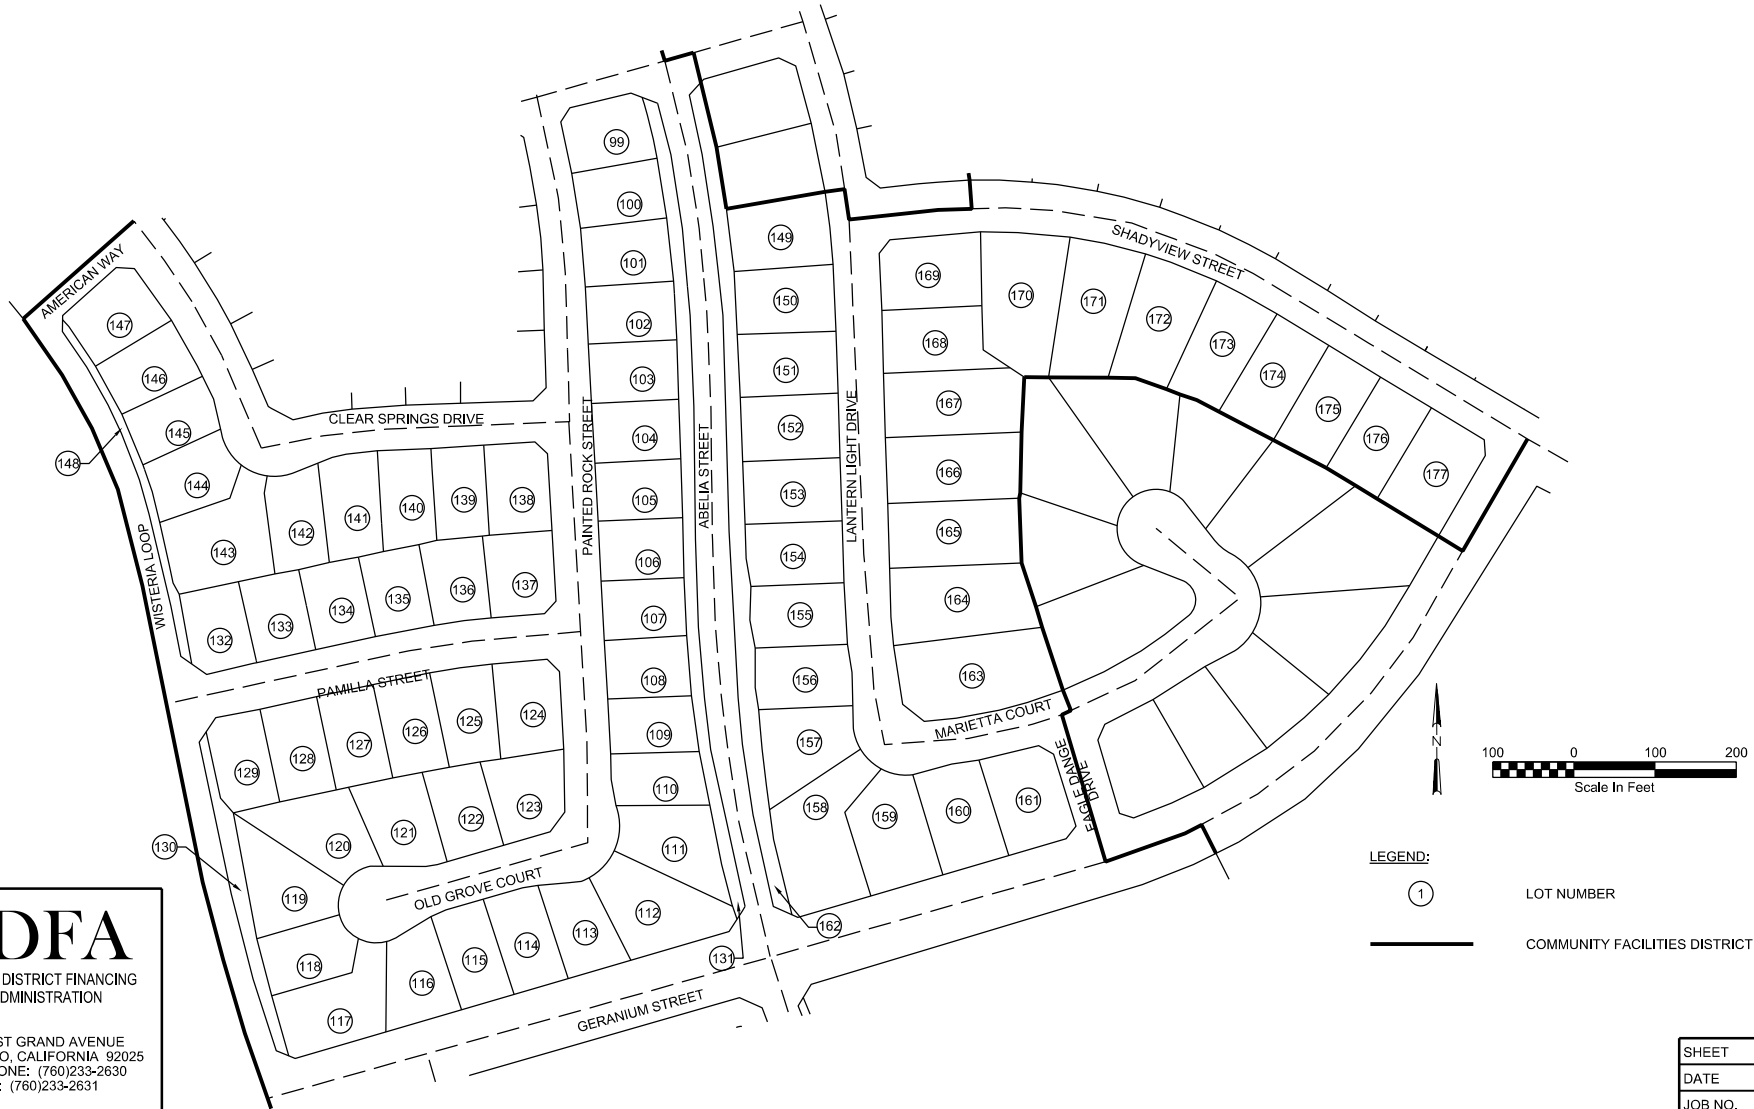 99
100
101
102
103
104
105
106
107
108
109
110
111
112
113
114
115
116
117
118
119
120
121
122
123
124
125
126
127
128
129
130
131
132
133
134
135
136
137
138
139
140
141
142
143
144
145
146
147
148
149
150
151
152
153
154
155
156
157
158
159
160
161
162
163
164
165
166
167
168
169
170
171
172
173
174
175
176
177
AMERICAN WAY
WISTERIA LOOP
CLEAR SPRINGS DRIVE
PAINTED ROCK STREET
ABELIA STREET
LANTERN LIGHT DRIVE
SHADYVIEW STREET
PAMILLA STREET
OLD GROVE COURT
GERANIUM STREET
MARIETTA COURT
DRIVE
N
100 0 100 200
Scale In Feet
LEGEND:
1 LOT NUMBER
COMMUNITY FACILITIES DISTRICT
DFA
DISTRICT FINANCING
DMINISTRATION
ST GRAND AVENUE
O, CALIFORNIA 92025
ONE: (760)233-2630
: (760)233-2631
SHEET
DATE
JOB NO.